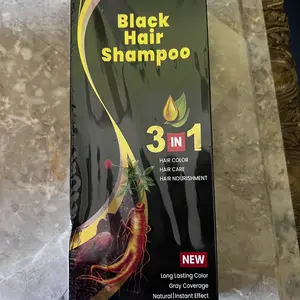 Black
Hair
Shampoo
3 IN 1
HAIR COLOR
HAIR CARE
HAIR NOURISHMENT
NEW
Long Lasting Color
Gray Coverage
Natural|Instant Effect